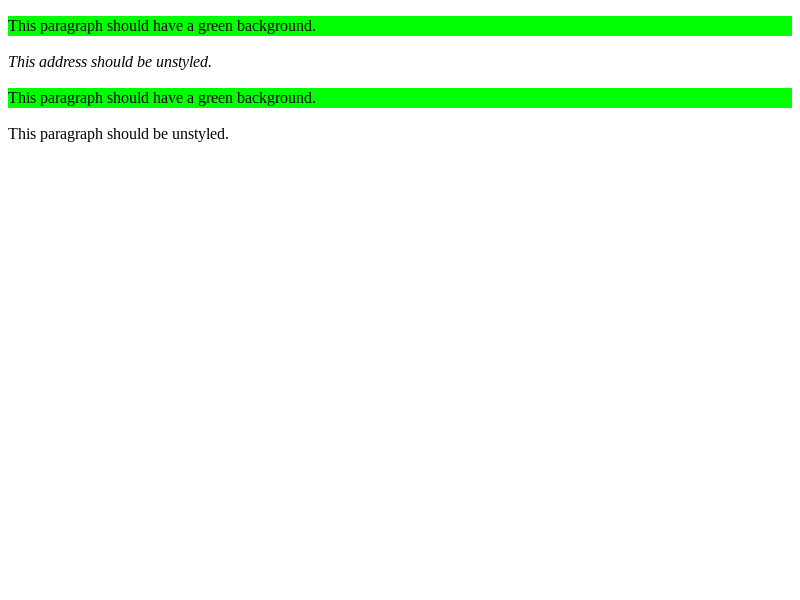 This paragraph should have a green background.
This address should be unstyled.
This paragraph should have a green background.
This paragraph should be unstyled.